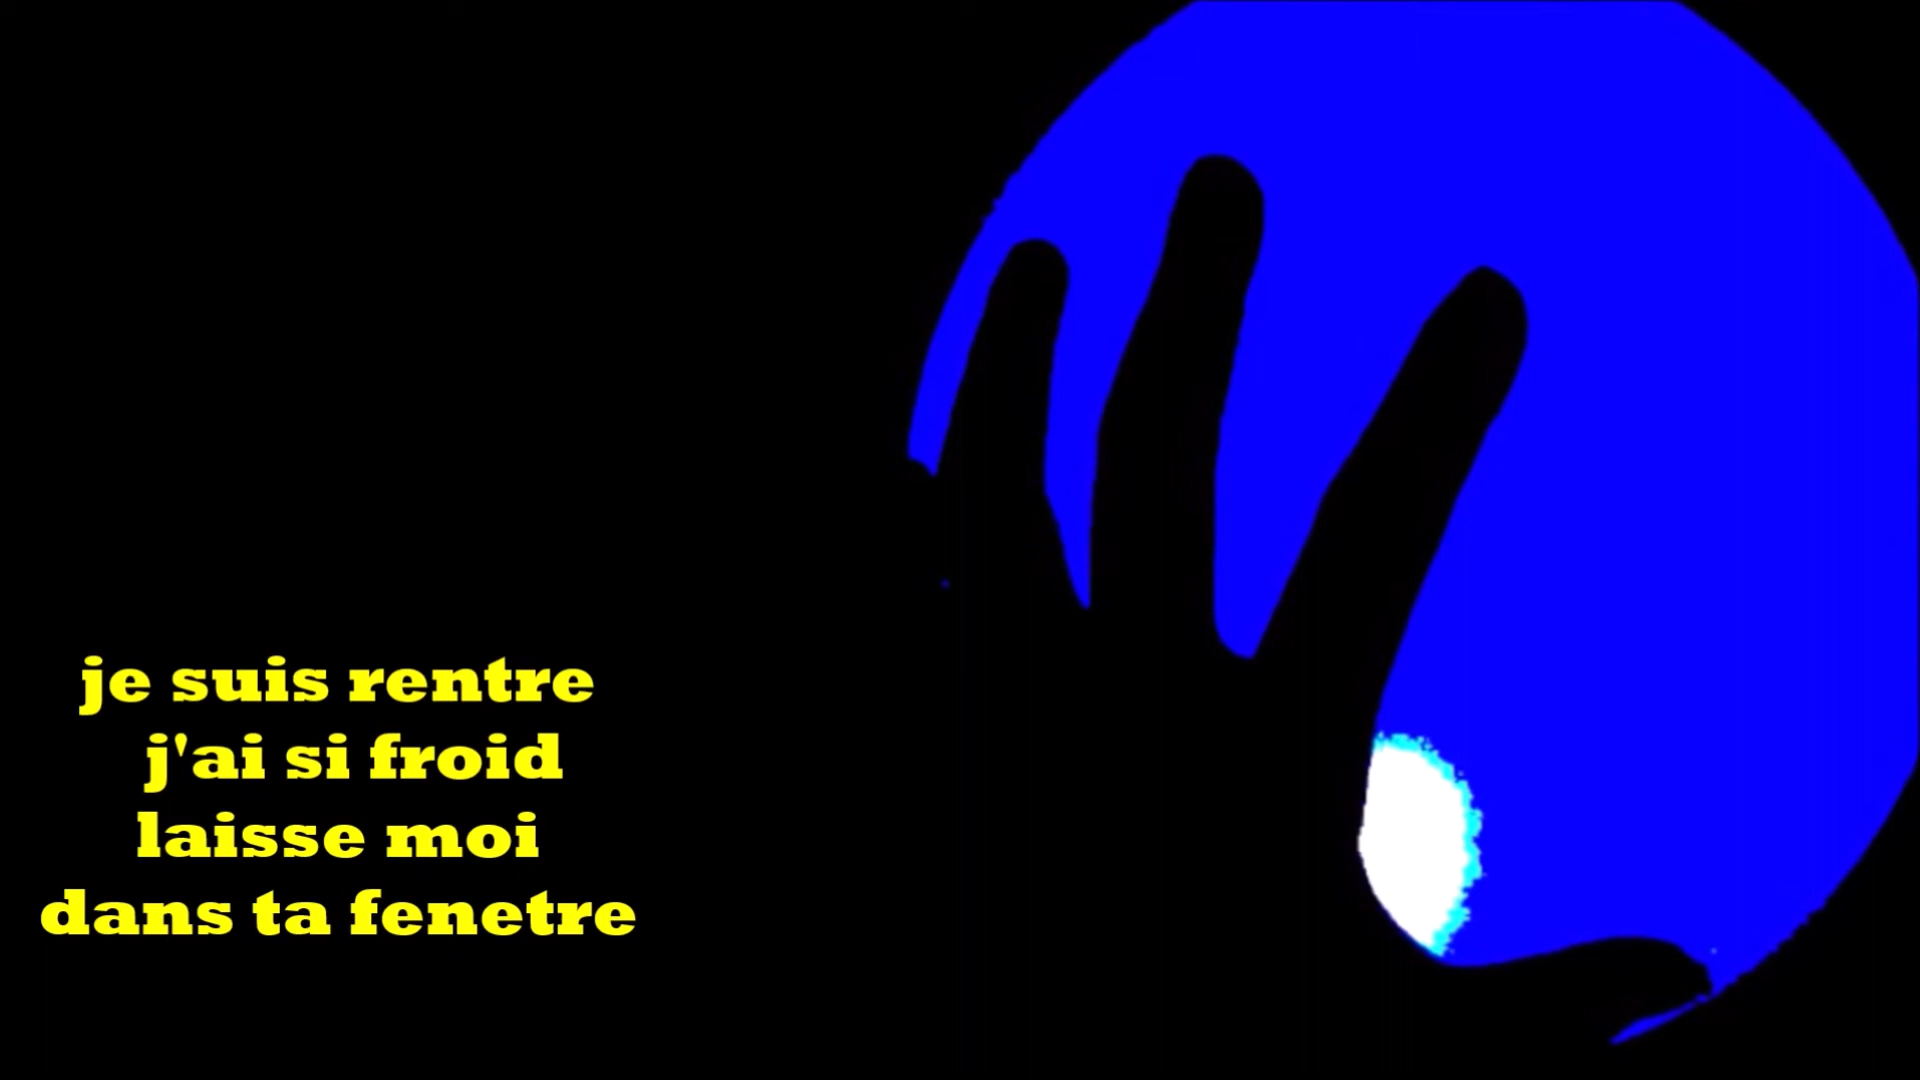 je suis rentre
j'ai si froid
laisse moi
dans ta fenetre